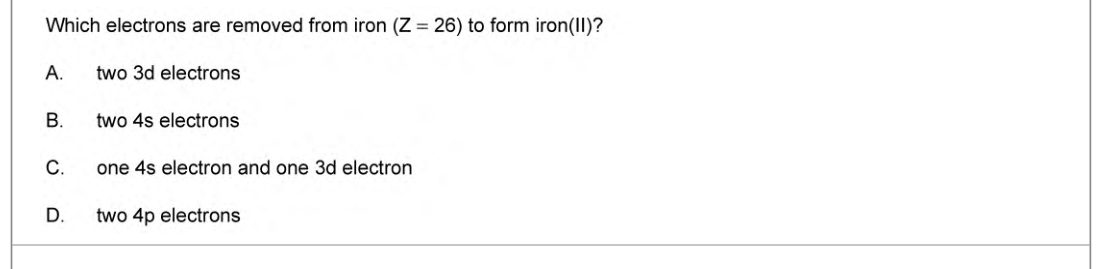 Which electrons are removed from iron (Z = 26) to form iron(II)?
A. two 3d electrons
B. two 4s electrons
C. one 4s electron and one 3d electron
D. two 4p electrons